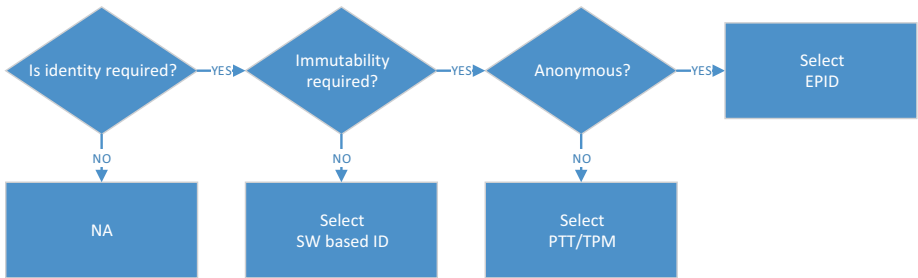 Is identity required?
YES
Immutability
required?
YES
Anonymous?
YES
Select
EPID
NO
NO
NO
NA
Select
SW based ID
Select
PTT/TPM